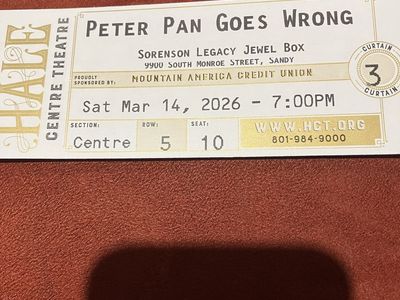 HALE
CENTRE THEATRE
PETER PAN GOES WRONG
SORENSON LEGACY JEWEL BOX
9900 SOUTH MONROE STREET, SANDY
PROUDLY
SPONSORED BY:
MOUNTAIN AMERICA CREDIT UNION
CURTAIN
3
CURTAIN
Sat Mar 14, 2026 - 7:00PM
SECTION:
Centre
ROW:
5
SEAT:
10
WWW.HCT.ORG
801-984-9000